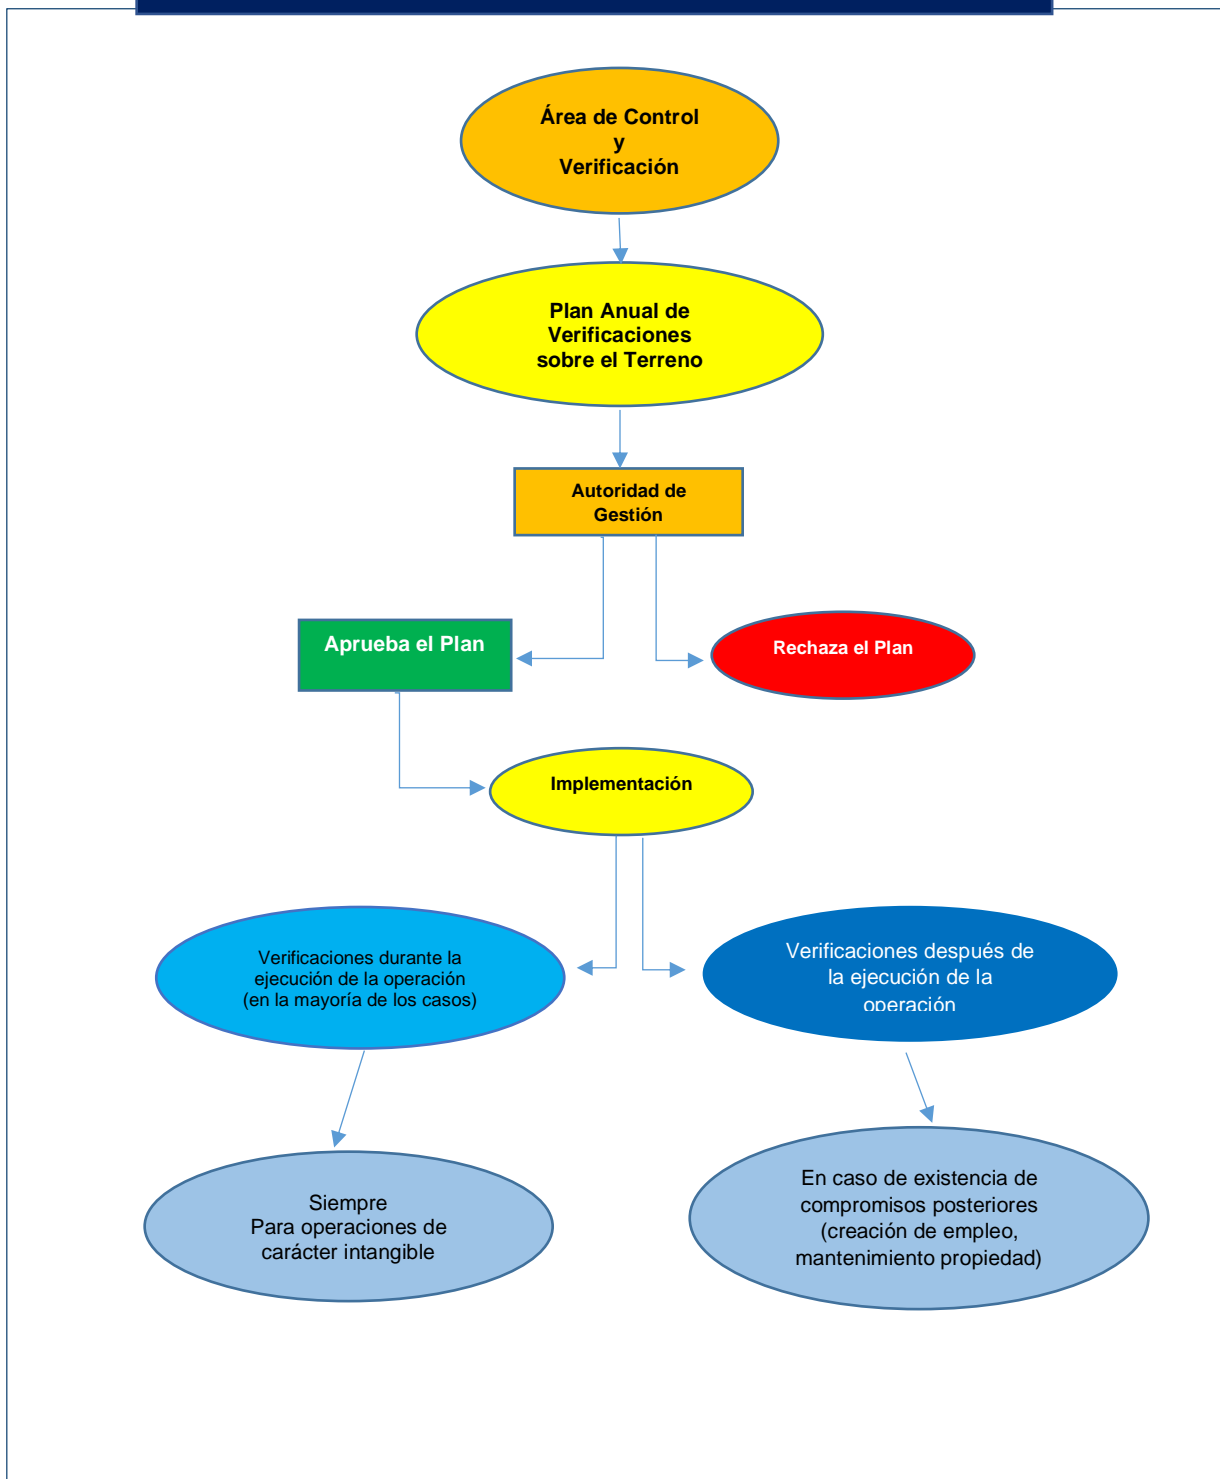 Área de Control
y
Verificación
Plan Anual de
Verificaciones
sobre el Terreno
Autoridad de
Gestión
Aprueba el Plan
Rechaza el Plan
Implementación
Verificaciones durante la
ejecución de la operación
(en la mayoría de los casos)
Verificaciones después de
la ejecución de la
operación
Siempre
Para operaciones de
carácter intangible
En caso de existencia de
compromisos posteriores
(creación de empleo,
mantenimiento propiedad)